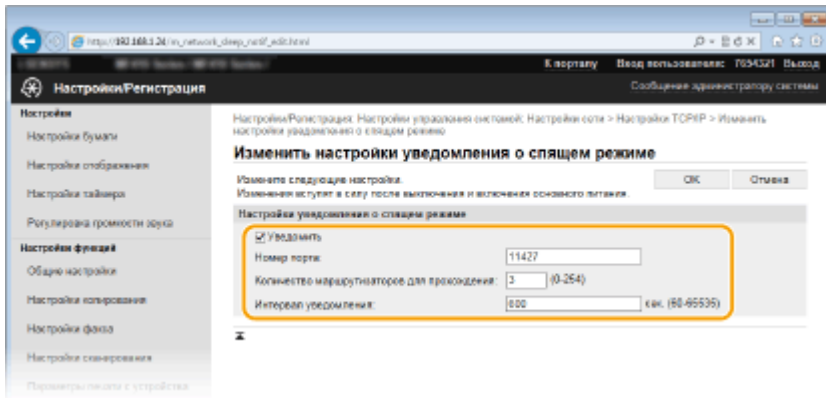 http://192.168.1.24/m_network_sleep_notif_edit.html
К порталу Вход пользователя: 7654321 Выход
Настройки/Регистрация Сообщение администратору системы
Настройки
Настройки бумаги
Настройки отображения
Настройки таймера
Регулировка громкости звука
Настройки функций
Общие настройки
Настройки копирования
Настройки факса
Настройки сканирования
Параметры печати с устройства
Настройки/Регистрация: Настройки управления системой: Настройки сети > Настройки TCP/IP > Изменить
настройки уведомления о спящем режиме
Изменить настройки уведомления о спящем режиме
Измените следующие настройки.
Изменения вступят в силу после выключения и включения основного питания.
OK Отмена
Настройки уведомления о спящем режиме
Уведомить
Номер порта: 11427
Количество маршрутизаторов для прохождения: 3 (0-254)
Интервал уведомления: 600 сек. (60-65535)